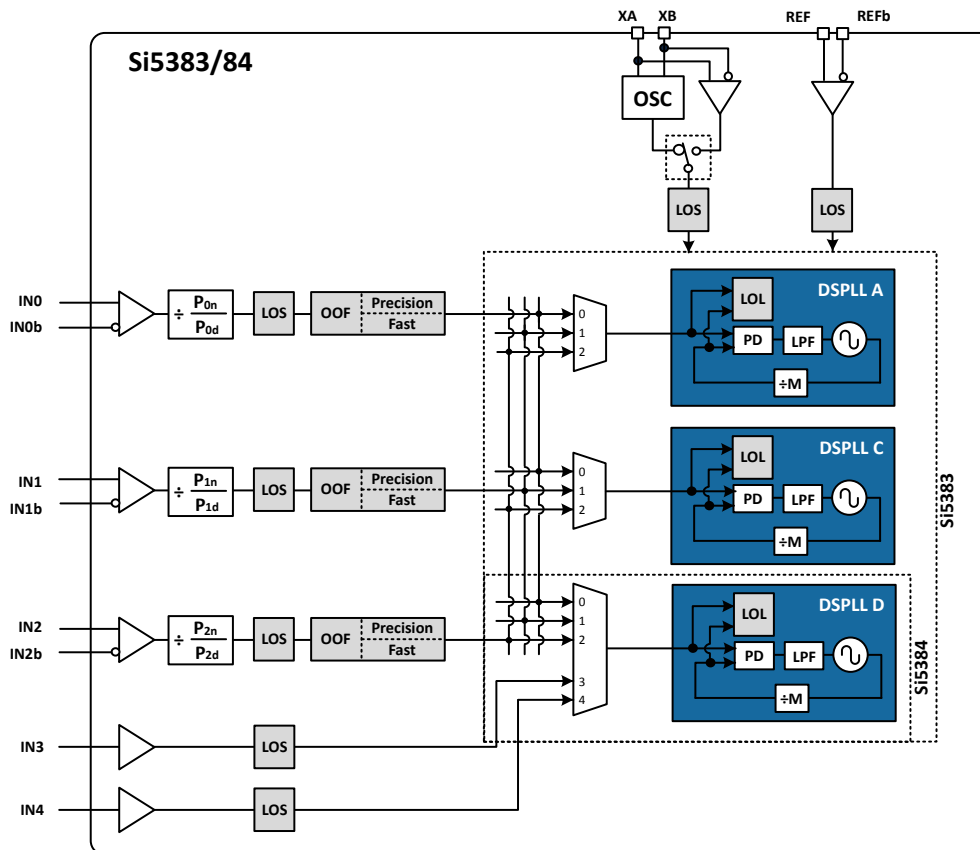 XA XB REF REFb
Si5383/84
OSC
LOS LOS
IN0
IN0b
÷ P0n
P0d
LOS
OOF
Precision
Fast
0
1
2
DSPLL A
LOL
PD
LPF
÷M
IN1
IN1b
÷ P1n
P1d
LOS
OOF
Precision
Fast
0
1
2
DSPLL C
LOL
PD
LPF
÷M
Si5383
IN2
IN2b
÷ P2n
P2d
LOS
OOF
Precision
Fast
0
1
2
3
4
DSPLL D
LOL
PD
LPF
÷M
Si5384
IN3
LOS
IN4
LOS